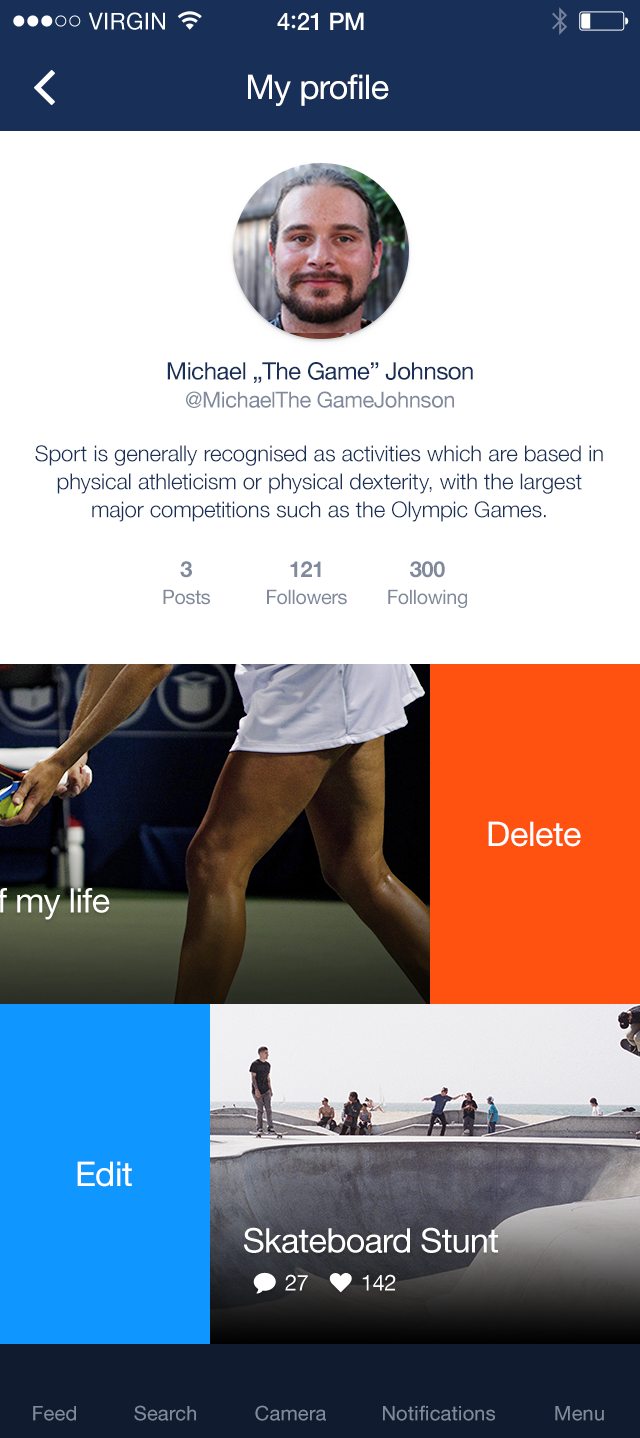 VIRGIN 4:21 PM
My profile
Michael „The Game” Johnson
@MichaelThe GameJohnson
Sport is generally recognised as activities which are based in
physical athleticism or physical dexterity, with the largest
major competitions such as the Olympic Games.
3 121 300
Posts Followers Following
Delete
f my life
Edit
Skateboard Stunt
27 142
Feed Search Camera Notifications Menu